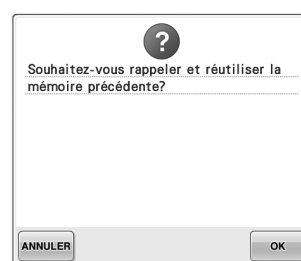 ?
Souhaitez-vous rappeler et réutiliser la
mémoire précédente?
ANNULER
OK